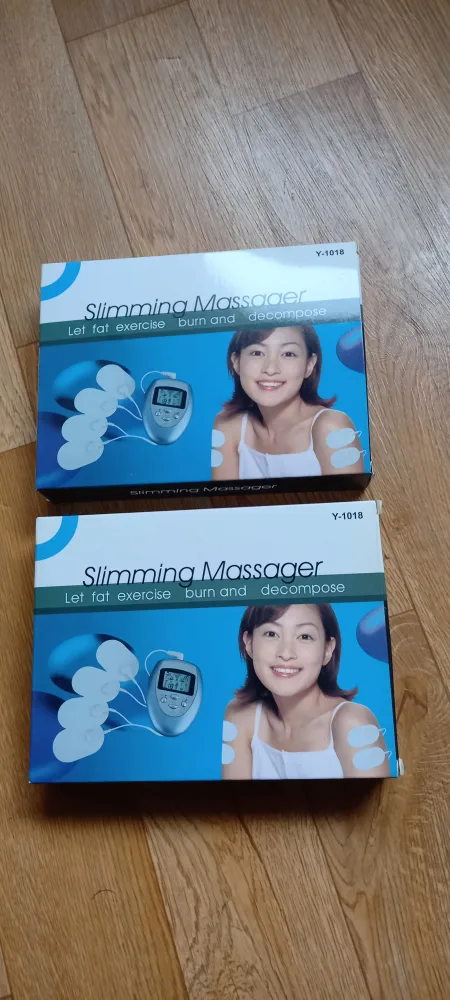 Y-1018
Slimming Massager
Let fat exercise burn and decompose
Slimming Massager
Y-1018
Slimming Massager
Let fat exercise burn and decompose